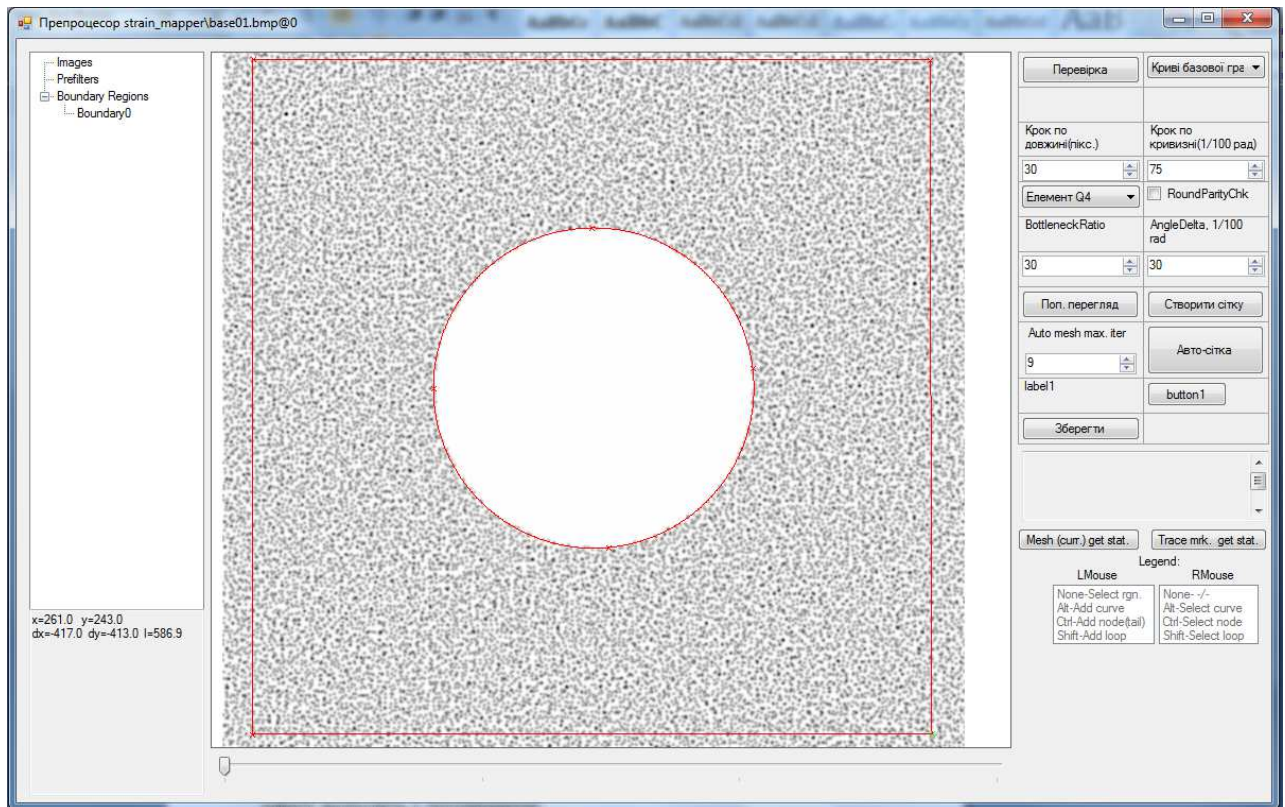 Препроцесор strain_mapper\base01.bmp@0
Images
Prefilters
Boundary Regions
Boundary0
x=261.0 y=243.0
dx=-417.0 dy=-413.0 l=586.9
Перевірка
Криві базової гра
Крок по
довжині(пікс.)
Крок по
кривизні(1/100 рад)
30
75
Елемент Q4
RoundParityChk
BottleneckRatio
AngleDelta, 1/100
rad
30
30
Поп. перегляд
Створити сітку
Auto mesh max. iter
9
Авто-сітка
label1
button1
Зберегти
Mesh (curr.) get stat.
Trace mrk. get stat.
Legend:
LMouse
RMouse
None-Select rgn.
Alt-Add curve
Ctrl-Add node(tail)
Shift-Add loop
None- -/-
Alt-Select curve
Ctrl-Select node
Shift-Select loop